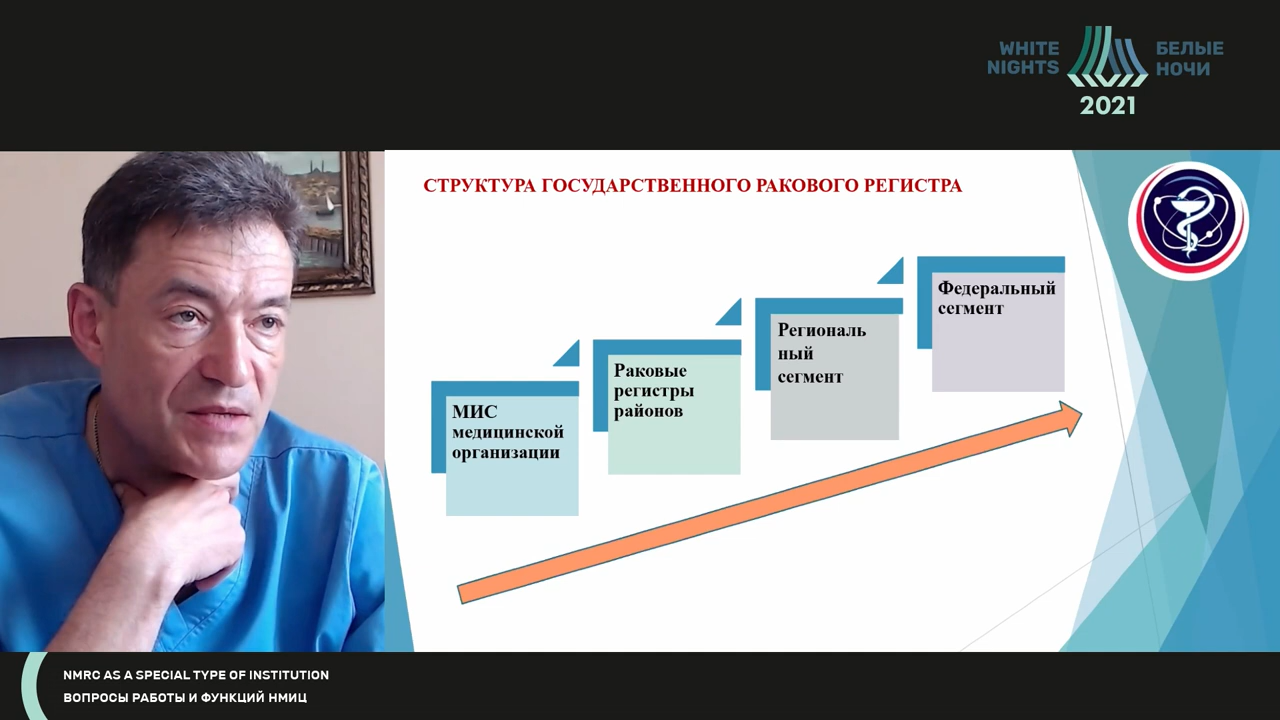 WHITE
NIGHTS
БЕЛЫЕ
НОЧИ
2021
СТРУКТУРА ГОСУДАРСТВЕННОГО РАКОВОГО РЕГИСТРА
МИС
медицинской
организации
Раковые
регистры
районов
Региональ
ный
сегмент
Федеральный
сегмент
NMRC AS A SPECIAL TYPE OF INSTITUTION
ВОПРОСЫ РАБОТЫ И ФУНКЦИЙ НМИЦ